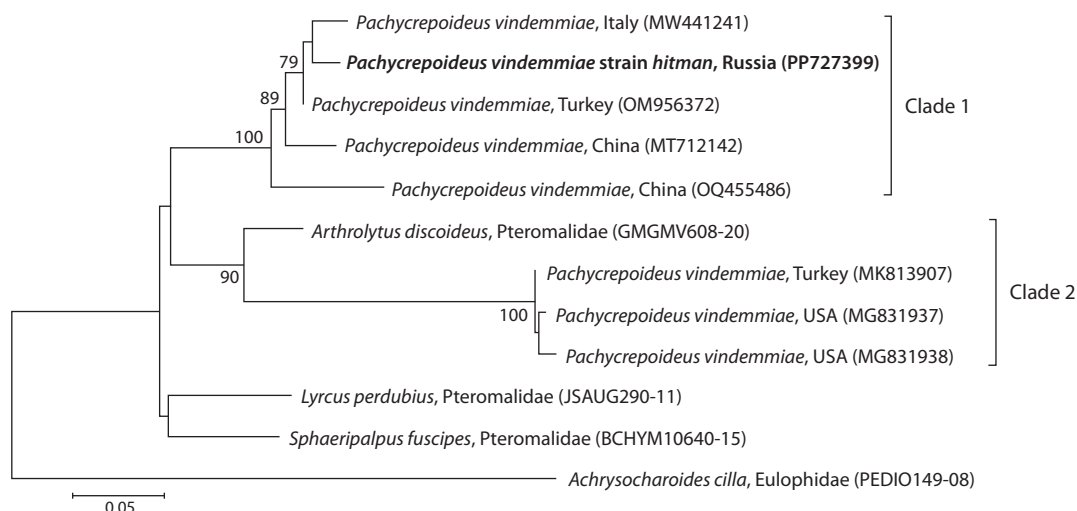 Pachycrepoideus vindemmiae, Italy (MW441241)
Pachycrepoideus vindemmiae strain hitman, Russia (PP727399)
79
Pachycrepoideus vindemmiae, Turkey (OM956372)
89
Clade 1
100
Pachycrepoideus vindemmiae, China (MT712142)
Pachycrepoideus vindemmiae, China (OQ455486)
Arthrolytus discoideus, Pteromalidae (GMGMV608-20)
90
Pachycrepoideus vindemmiae, Turkey (MK813907)
Clade 2
100
Pachycrepoideus vindemmiae, USA (MG831937)
Pachycrepoideus vindemmiae, USA (MG831938)
Lyrcus perdubius, Pteromalidae (JSAUG290-11)
Sphaeripalpus fuscipes, Pteromalidae (BCHYM10640-15)
Achrysocharoides cilla, Eulophidae (PEDIO149-08)
0.05